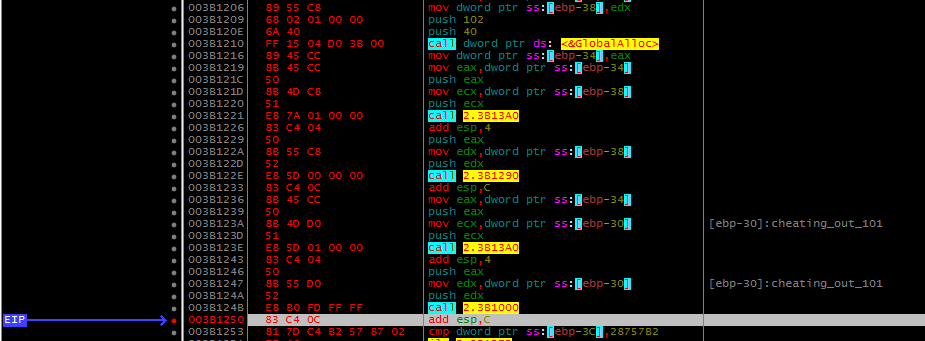 003B1206 89 55 C8 mov dword ptr ss:[ebp-38],edx
003B1209 68 02 01 00 00 push 102
003B120E 6A 40 push 40
003B1210 FF 15 04 D0 3B 00 call dword ptr ds: <&GlobalAlloc>
003B1216 89 45 CC mov dword ptr ss:[ebp-34],eax
003B1219 8B 45 CC mov eax,dword ptr ss:[ebp-34]
003B121C 50 push eax
003B121D 8B 4D C8 mov ecx,dword ptr ss:[ebp-38]
003B1220 51 push ecx
003B1221 E8 7A 01 00 00 call 2.3B13A0
003B1226 83 C4 04 add esp,4
003B1229 50 push eax
003B122A 8B 55 C8 mov edx,dword ptr ss:[ebp-38]
003B122D 52 push edx
003B122E E8 5D 00 00 00 call 2.3B1290
003B1233 83 C4 0C add esp,C
003B1236 8B 45 CC mov eax,dword ptr ss:[ebp-34]
003B1239 50 push eax
003B123A 8B 4D D0 mov ecx,dword ptr ss:[ebp-30] [ebp-30]:cheating_out_101
003B123D 51 push ecx
003B123E E8 5D 01 00 00 call 2.3B13A0
003B1243 83 C4 04 add esp,4
003B1246 50 push eax
003B1247 8B 55 D0 mov edx,dword ptr ss:[ebp-30] [ebp-30]:cheating_out_101
003B124A 52 push edx
003B124B E8 B0 FD FF FF call 2.3B1000
EIP 003B1250 83 C4 0C add esp,C
003B1253 81 7D C4 B2 57 87 02 cmp dword ptr ss:[ebp-3C],28757B2